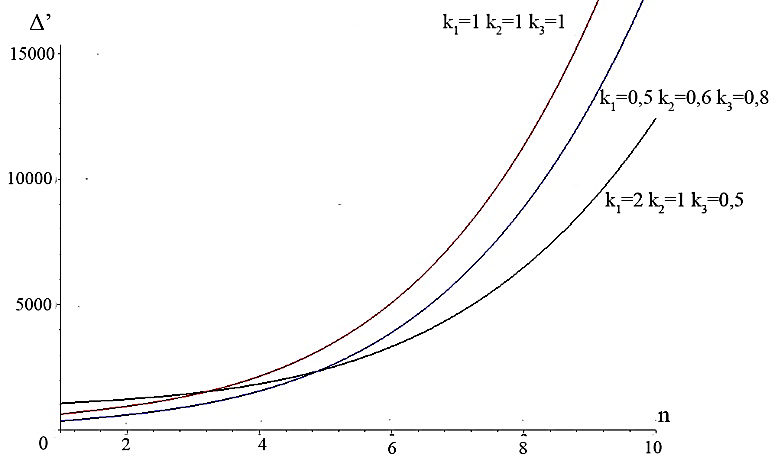 Δ’
k₁=1 k₂=1 k₃=1
15000
k₁=0,5 k₂=0,6 k₃=0,8
10000
k₁=2 k₂=1 k₃=0,5
5000
n
0 2 4 6 8 10